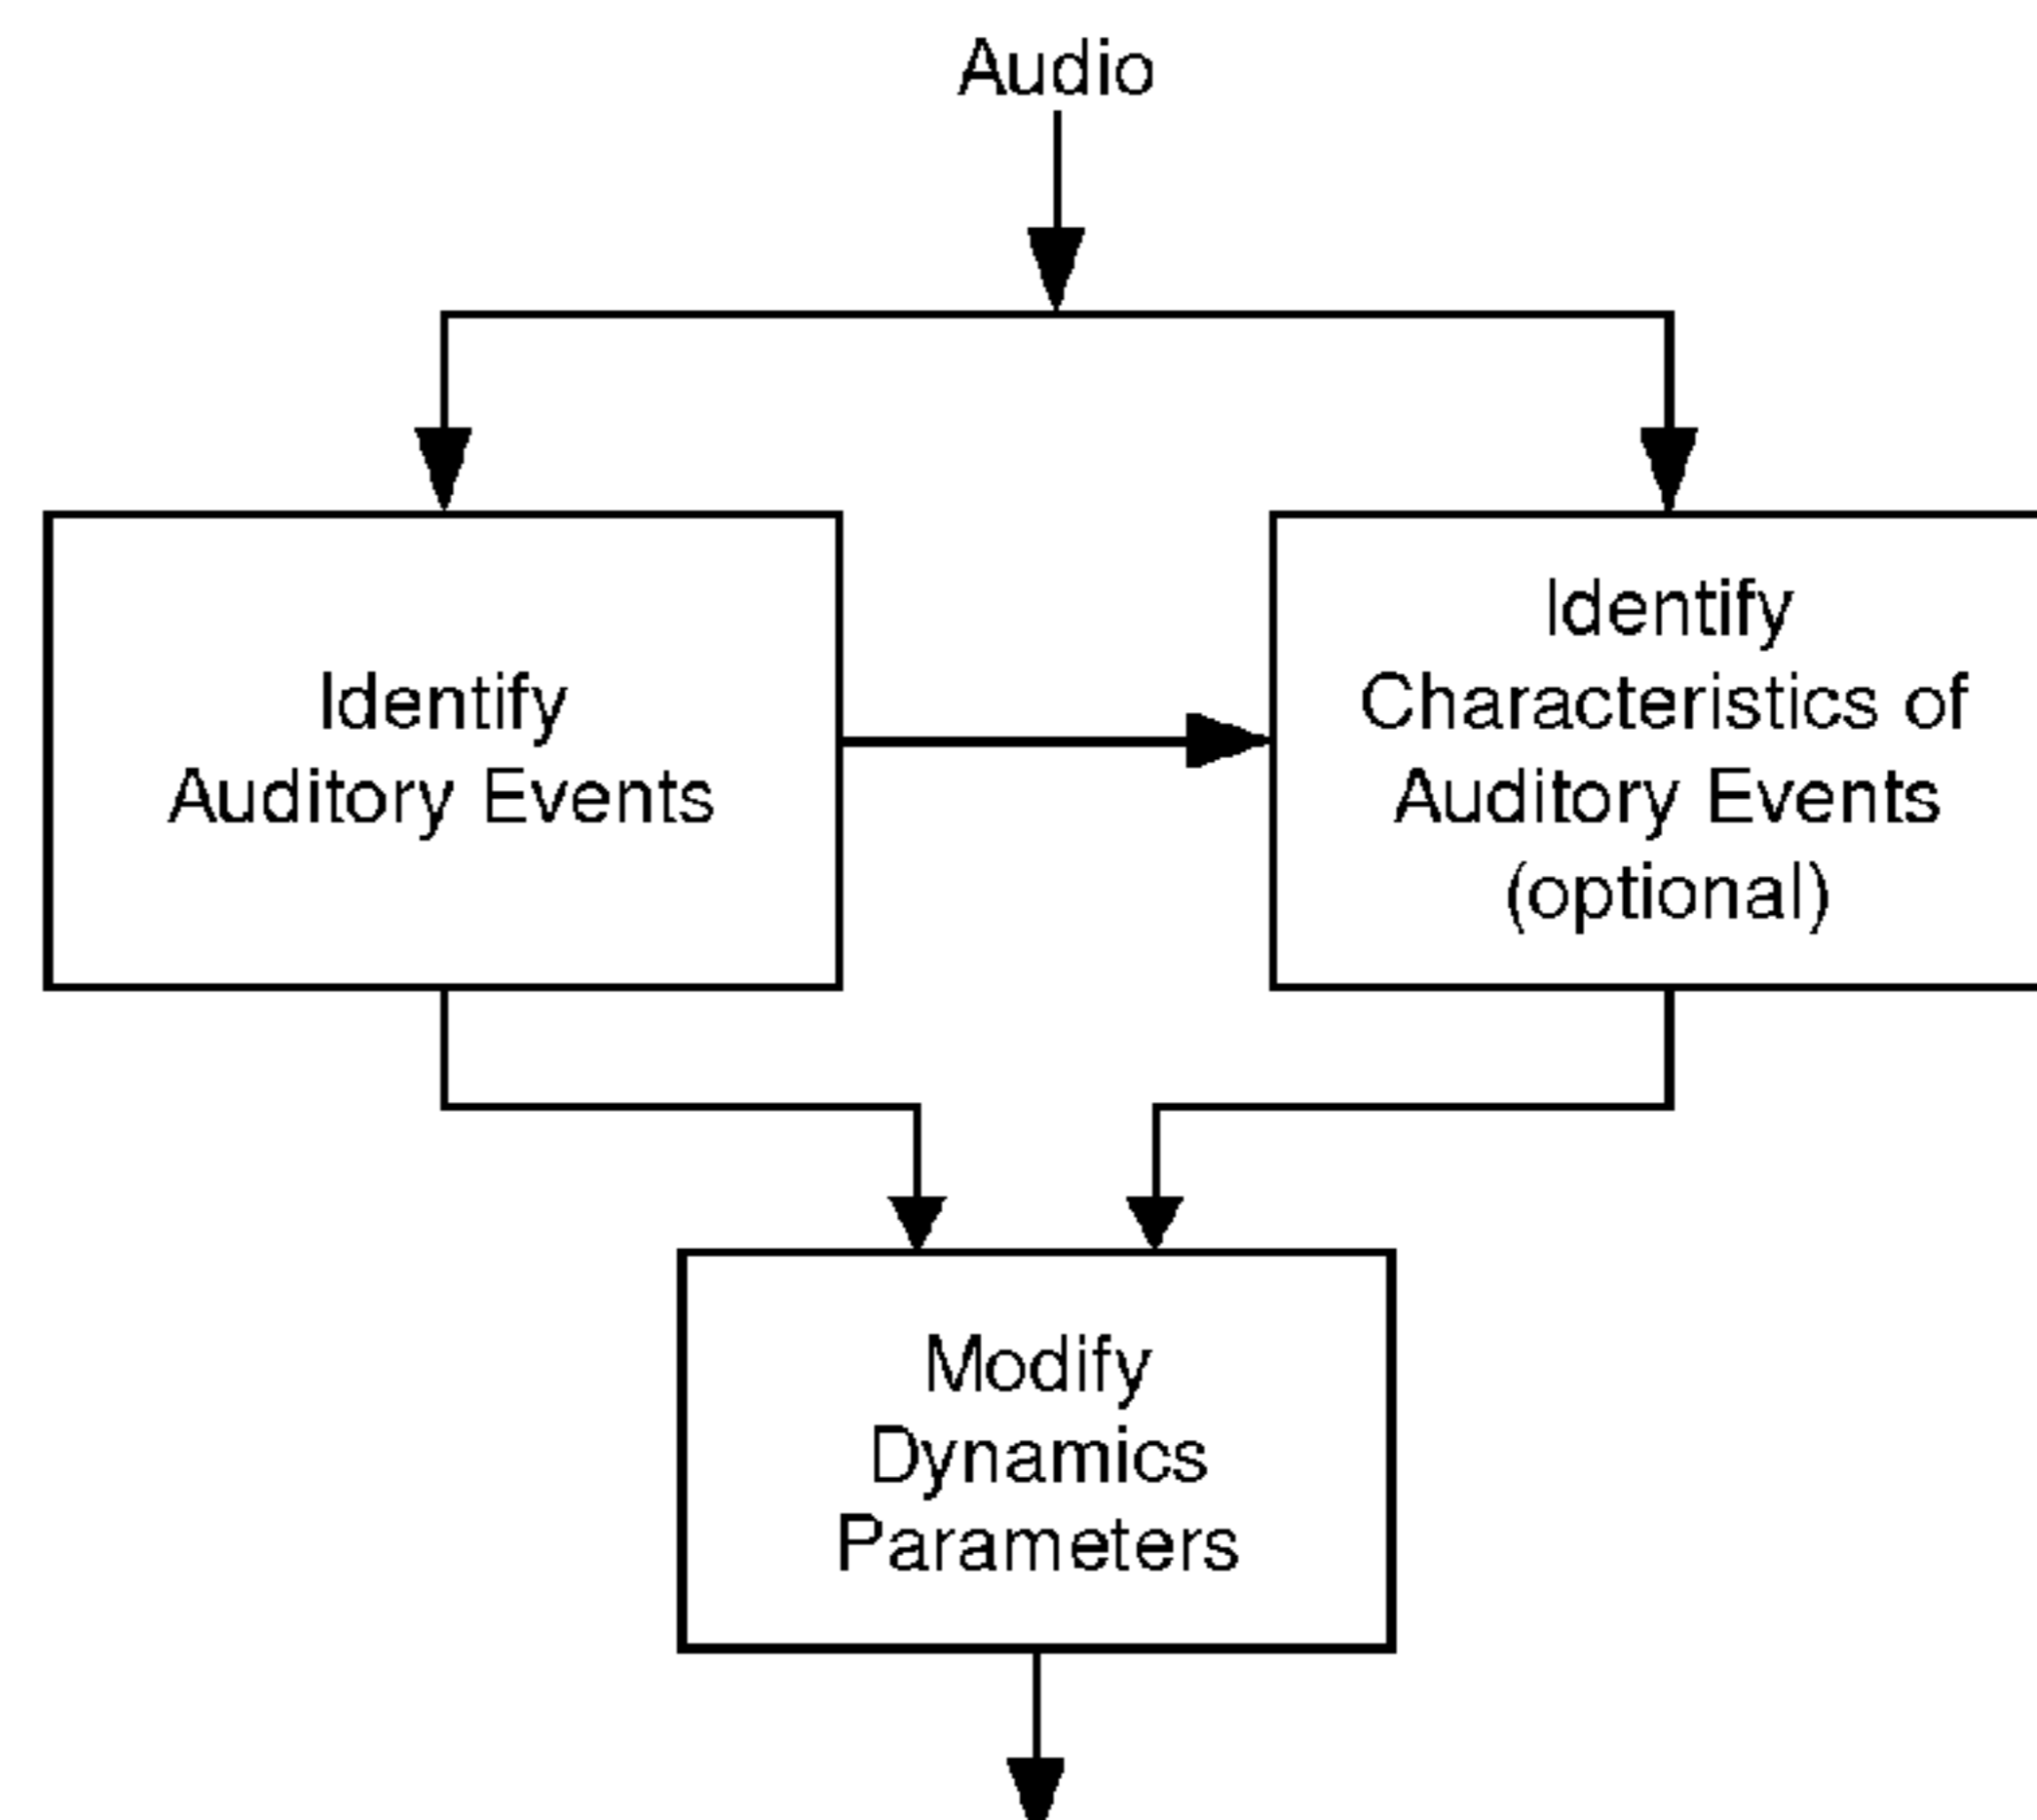 Audio
Identify
Auditory Events
Identify
Characteristics of
Auditory Events
(optional)
Modify
Dynamics
Parameters